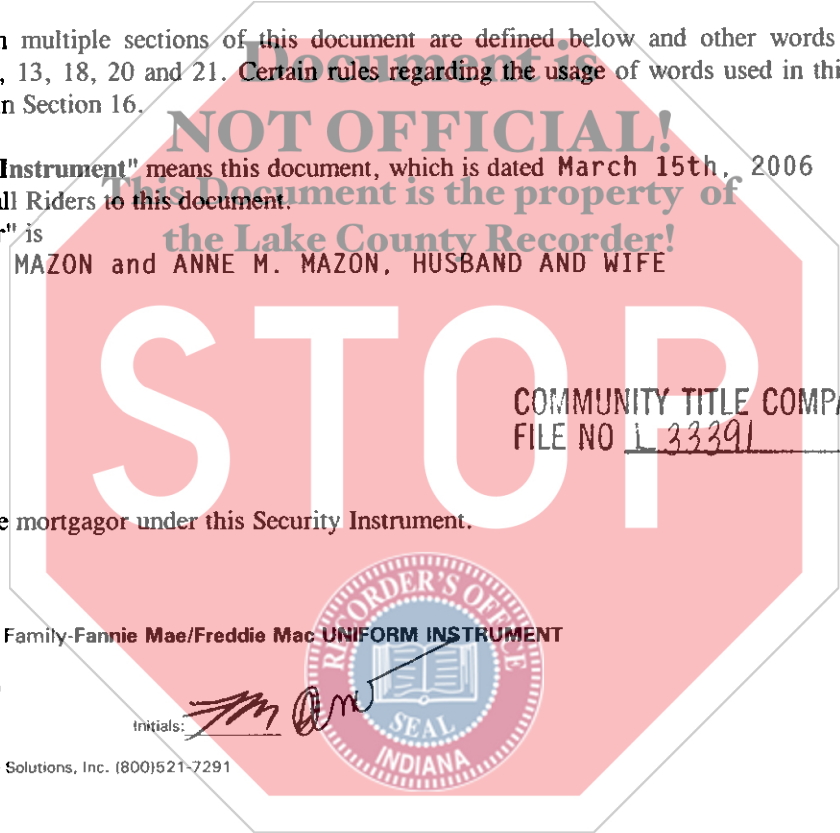 multiple sections of this document are defined below and other words
, 13, 18, 20 and 21. Certain rules regarding the usage of words used in thi
n Section 16.
Document is
NOT OFFICIAL!
Instrument" means this document, which is dated March 15th, 2006
This Document is the property of
all Riders to this document.
r" is
the Lake County Recorder!
MAZON and ANNE M. MAZON, HUSBAND AND WIFE
STOP
COMMUNITY TITLE COMPA
FILE NO L 33391
e mortgagor under this Security Instrument.
Family-Fannie Mae/Freddie Mac UNIFORM INSTRUMENT
RECORDER'S OFFICE
SEAL
INDIANA
Initials:
Solutions, Inc. (800)521-7291